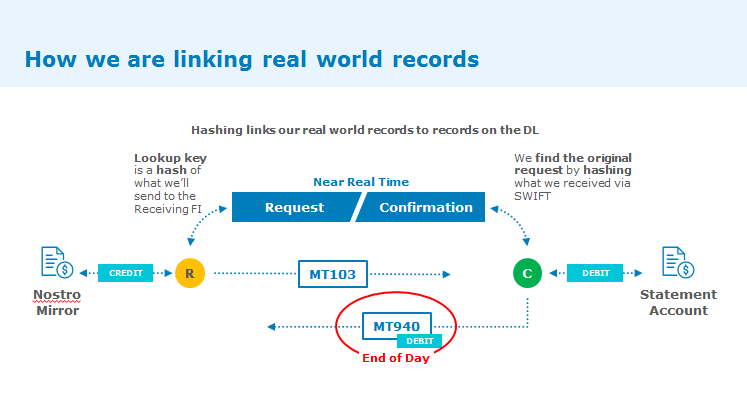 How we are linking real world records
Hashing links our real world records to records on the DL
Lookup key
is a hash of
what we'll
send to the
Receiving FI
Near Real Time
Request
Confirmation
We find the original
request by hashing
what we received via
SWIFT
CREDIT
R
MT103
C
DEBIT
$
Nostro
Mirror
$
Statement
Account
MT940
DEBIT
End of Day